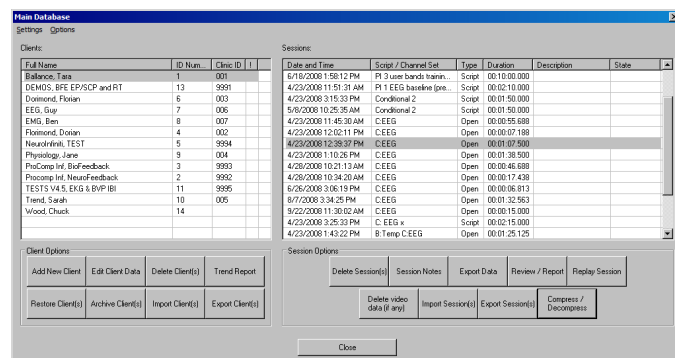 Main Database
Settings Options
Clients:
Full Name ID Num... Clinic ID !
Ballance, Tara 1 001
DEMOS, BFE EP/SCP and RT 13 9991
Dorimond, Florian 6 003
EEG, Guy 7 006
EMG, Ben 8 007
Florimond, Dorian 4 002
NeuroInfiniti, TEST 5 9994
Physiology, Jane 9 004
ProComp Inf, BioFeedback 3 9993
Procomp Inf, NeuroFeedback 2 9992
TESTS V4.5, EKG & BVP IBI 11 9995
Trend, Sarah 10 005
Wood, Chuck 14
Sessions:
Date and Time Script / Channel Set Type Duration Description State
6/18/2008 1:58:12 PM PI 3 user bands trainin... Script 00:10:00.000
4/23/2008 11:51:31 AM PI 1 EEG baseline (pre... Script 00:02:10.000
4/23/2008 3:15:33 PM Conditional 2 Script 00:01:50.000
5/8/2008 10:25:35 AM Conditional 2 Script 00:01:50.000
4/23/2008 11:45:30 AM C:EEG Open 00:00:55.688
4/23/2008 12:02:11 PM C:EEG Open 00:00:07.188
4/23/2008 12:39:37 PM C:EEG Open 00:01:07.500
4/23/2008 1:10:26 PM C:EEG Open 00:01:38.500
4/28/2008 10:21:13 AM C:EEG Open 00:00:46.688
4/28/2008 10:34:20 AM C:EEG Open 00:00:17.438
6/26/2008 3:06:19 PM C:EEG Open 00:00:06.813
8/7/2008 3:34:25 PM C:EEG Open 00:01:32.563
9/22/2008 11:30:02 AM C:EEG Open 00:00:15.000
4/23/2008 3:25:33 PM C: EEG x Script 00:02:15.000
4/23/2008 1:43:22 PM B:Temp C:EEG Open 00:01:25.125
Client Options
Add New Client Edit Client Data Delete Client(s) Trend Report
Restore Client(s) Archive Client(s) Import Client(s) Export Client(s)
Session Options
Delete Session(s) Session Notes Export Data Review / Report Replay Session
Delete video
data (if any) Import Session(s) Export Session(s) Compress /
Decompress
Close